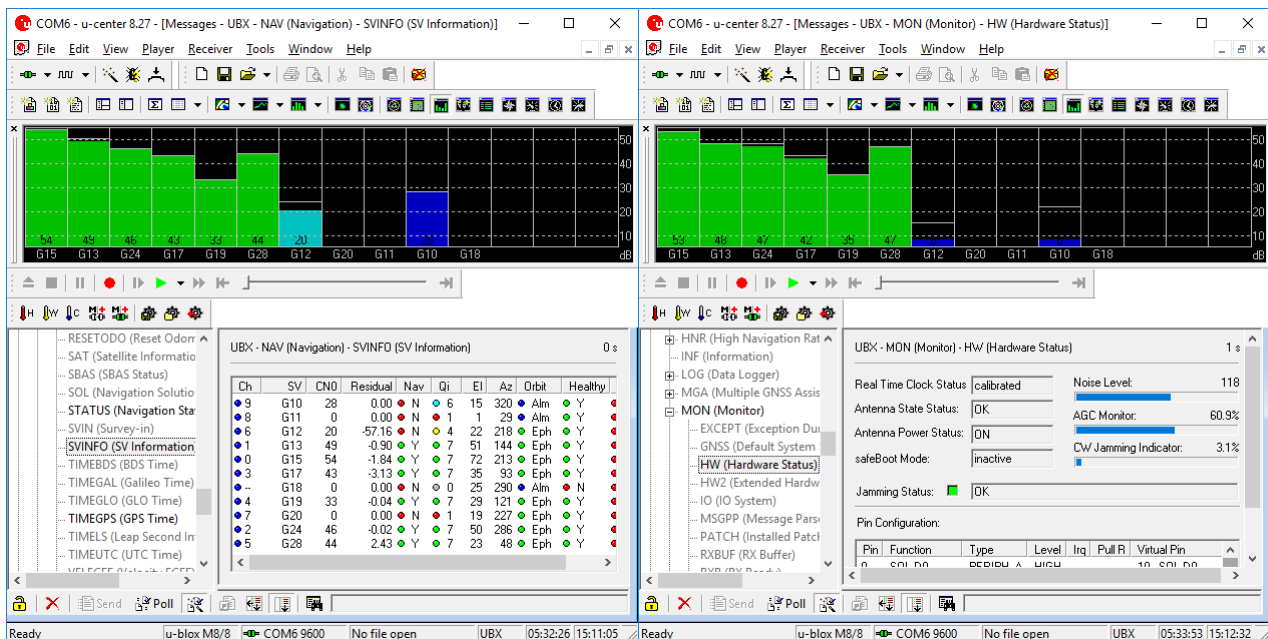 COM6 - u-center 8.27 - [Messages - UBX - NAV (Navigation) - SVINFO (SV Information)]
File Edit View Player Receiver Tools Window Help
50
40
30
20
10
54 49 46 43 33 44 20
G15 G13 G24 G17 G19 G28 G12 G20 G11 G10 G18 dB
H W C
RESETODO (Reset Odom
SAT (Satellite Informatio
SBAS (SBAS Status)
SOL (Navigation Solutio
STATUS (Navigation Sta
SVIN (Survey-in)
SVINFO (SV Information
TIMEBDS (BDS Time)
TIMEGAL (Galileo Time)
TIMEGLO (GLO Time)
TIMEGPS (GPS Time)
TIMELS (Leap Second In
TIMEUTC (UTC Time)
UBX - NAV (Navigation) - SVINFO (SV Information) 0 s
Ch SV CN0 Residual Nav Qi El Az Orbit Healthy
9 G10 28 0.00 N 6 15 320 Alm Y
8 G11 0 0.00 N 1 1 29 Alm Y
6 G12 20 -57.16 N 4 22 218 Eph Y
1 G13 49 -0.90 Y 7 51 144 Eph Y
0 G15 54 -1.84 Y 7 72 213 Eph Y
3 G17 43 -3.13 Y 7 35 93 Eph Y
-- G18 0 0.00 N 0 25 290 Alm N
4 G19 33 -0.04 Y 7 29 121 Eph Y
7 G20 0 0.00 N 1 19 227 Eph Y
2 G24 46 -0.02 Y 7 50 286 Eph Y
5 G28 44 2.43 Y 7 23 48 Eph Y
Send Poll
Ready u-blox M8/8 COM6 9600 No file open UBX 05:32:26 15:11:05
COM6 - u-center 8.27 - [Messages - UBX - MON (Monitor) - HW (Hardware Status)]
File Edit View Player Receiver Tools Window Help
50
40
30
20
10
53 48 47 42 35 47
G15 G13 G24 G17 G19 G28 G12 G20 G11 G10 G18 dB
H W C
HNR (High Navigation Rat
INF (Information)
LOG (Data Logger)
MGA (Multiple GNSS Assis
MON (Monitor)
EXCEPT (Exception Du
GNSS (Default System
HW (Hardware Status)
HW2 (Extended Hardw
IO (IO System)
MSGPP (Message Pars
PATCH (Installed Patch
RXBUF (RX Buffer)
UBX - MON (Monitor) - HW (Hardware Status) 1 s
Real Time Clock Status calibrated
Antenna State Status: OK
Antenna Power Status: ON
safeBoot Mode: inactive
Noise Level: 118
AGC Monitor: 60.9%
CW Jamming Indicator: 3.1%
Jamming Status: OK
Pin Configuration:
Pin Function Type Level Irq Pull R Virtual Pin
Send Poll
Ready u-blox M8/8 COM6 9600 No file open UBX 05:33:53 15:12:32